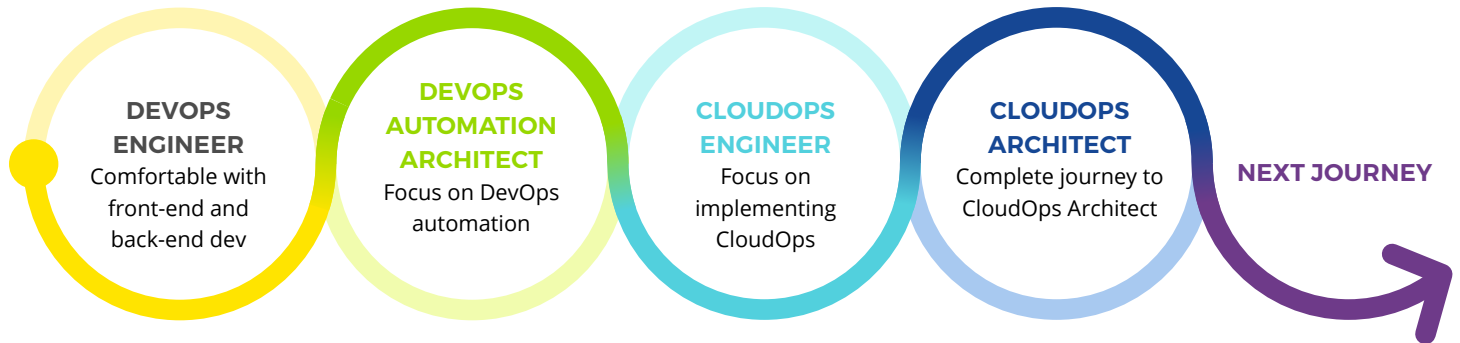 DEVOPS
ENGINEER
Comfortable with
front-end and
back-end dev
DEVOPS
AUTOMATION
ARCHITECT
Focus on DevOps
automation
CLOUDOPS
ENGINEER
Focus on
implementing
CloudOps
CLOUDOPS
ARCHITECT
Complete journey to
CloudOps Architect
NEXT JOURNEY